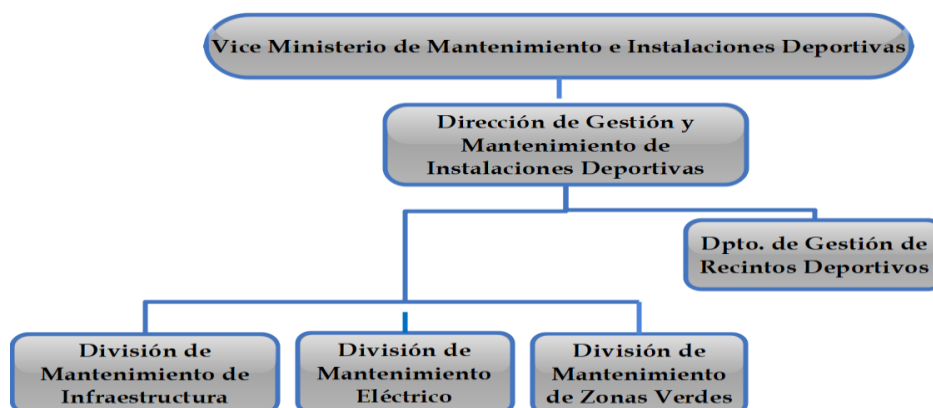 Vice Ministerio de Mantenimiento e Instalaciones Deportivas
Dirección de Gestión y
Mantenimiento de
Instalaciones Deportivas
Dpto. de Gestión de
Recintos Deportivos
División de
Mantenimiento de
Infraestructura
División de
Mantenimiento
Eléctrico
División de
Mantenimiento
de Zonas Verdes